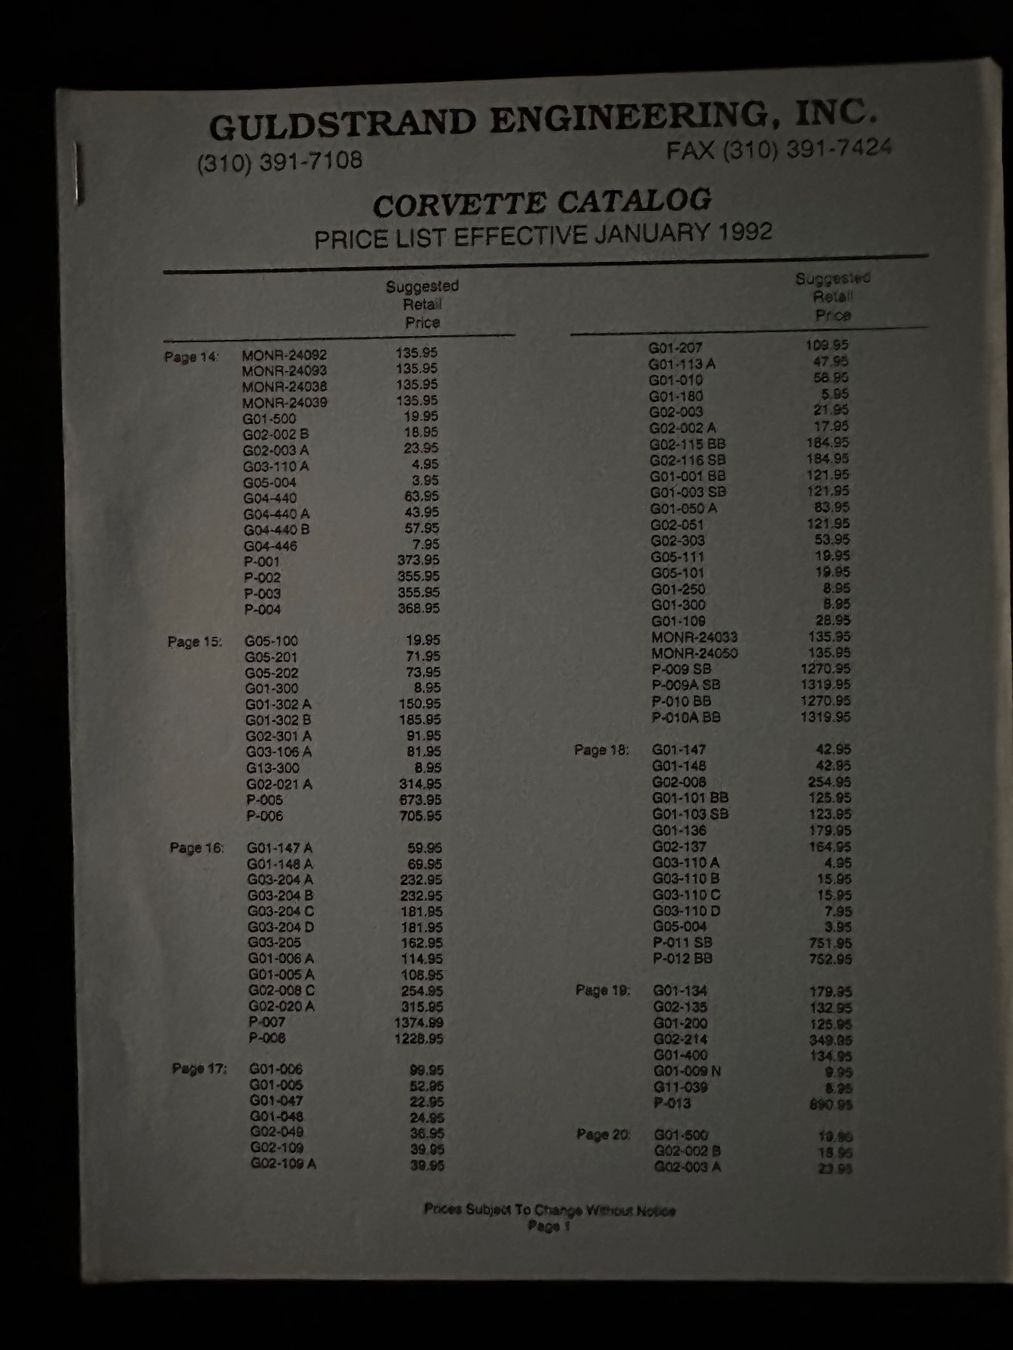 GULDSTRAND ENGINEERING, INC.
(310) 391-7108 FAX (310) 391-7424
CORVETTE CATALOG
PRICE LIST EFFECTIVE JANUARY 1992
Suggested
Retail
Price
Page 14: MONR-24092 135.95
MONR-24093 135.95
MONR-24038 135.95
MONR-24039 135.95
G01-500 19.95
G02-002 B 18.95
G02-003 A 23.95
G03-110 A 4.95
G05-004 3.95
G04-440 63.95
G04-440 A 43.95
G04-440 B 57.95
G04-446 7.95
P-001 373.95
P-002 355.95
P-003 355.95
P-004 368.95
Page 15: G05-100 19.95
G05-201 71.95
G05-202 73.95
G01-300 8.95
G01-302 A 150.95
G01-302 B 185.95
G02-301 A 91.95
G03-106 A 81.95
G13-300 8.95
G02-021 A 314.95
P-005 673.95
P-006 705.95
Page 16: G01-147 A 59.95
G01-148 A 69.95
G03-204 A 232.95
G03-204 B 232.95
G03-204 C 181.95
G03-204 D 181.95
G03-205 162.95
G01-006 A 114.95
G01-005 A 108.95
G02-008 C 254.95
G02-020 A 315.95
P-007 1374.99
P-008 1228.95
Page 17: G01-006 99.95
G01-005 52.95
G01-047 22.95
G01-048 24.95
G02-049 36.95
G02-109 39.95
G02-109 A 39.95
Suggested
Retail
Price
G01-207 109.95
G01-113 A 47.95
G01-010 58.95
G01-180 5.95
G02-003 21.95
G02-002 A 17.95
G02-115 BB 184.95
G02-116 SB 184.95
G01-001 BB 121.95
G01-003 SB 121.95
G01-050 A 83.95
G02-051 121.95
G02-303 53.95
G05-111 19.95
G05-101 19.95
G01-250 8.95
G01-300 8.95
G01-109 28.95
MONR-24033 135.95
MONR-24050 135.95
P-009 SB 1270.95
P-009A SB 1319.95
P-010 BB 1270.95
P-010A BB 1319.95
Page 18: G01-147 42.95
G01-148 42.95
G02-008 254.95
G01-101 BB 125.95
G01-103 SB 123.95
G01-136 179.95
G02-137 164.95
G03-110 A 4.95
G03-110 B 15.95
G03-110 C 15.95
G03-110 D 7.95
G05-004 3.95
P-011 SB 751.95
P-012 BB 752.95
Page 19: G01-134 179.95
G02-135 132.95
G01-200 125.95
G02-214 349.95
G01-400 134.95
G01-009 N 9.95
G11-039 8.95
P-013 890.95
Page 20: G01-500 19.95
G02-002 B 18.95
G02-003 A 23.95
Prices Subject To Change Without Notice
Page 1